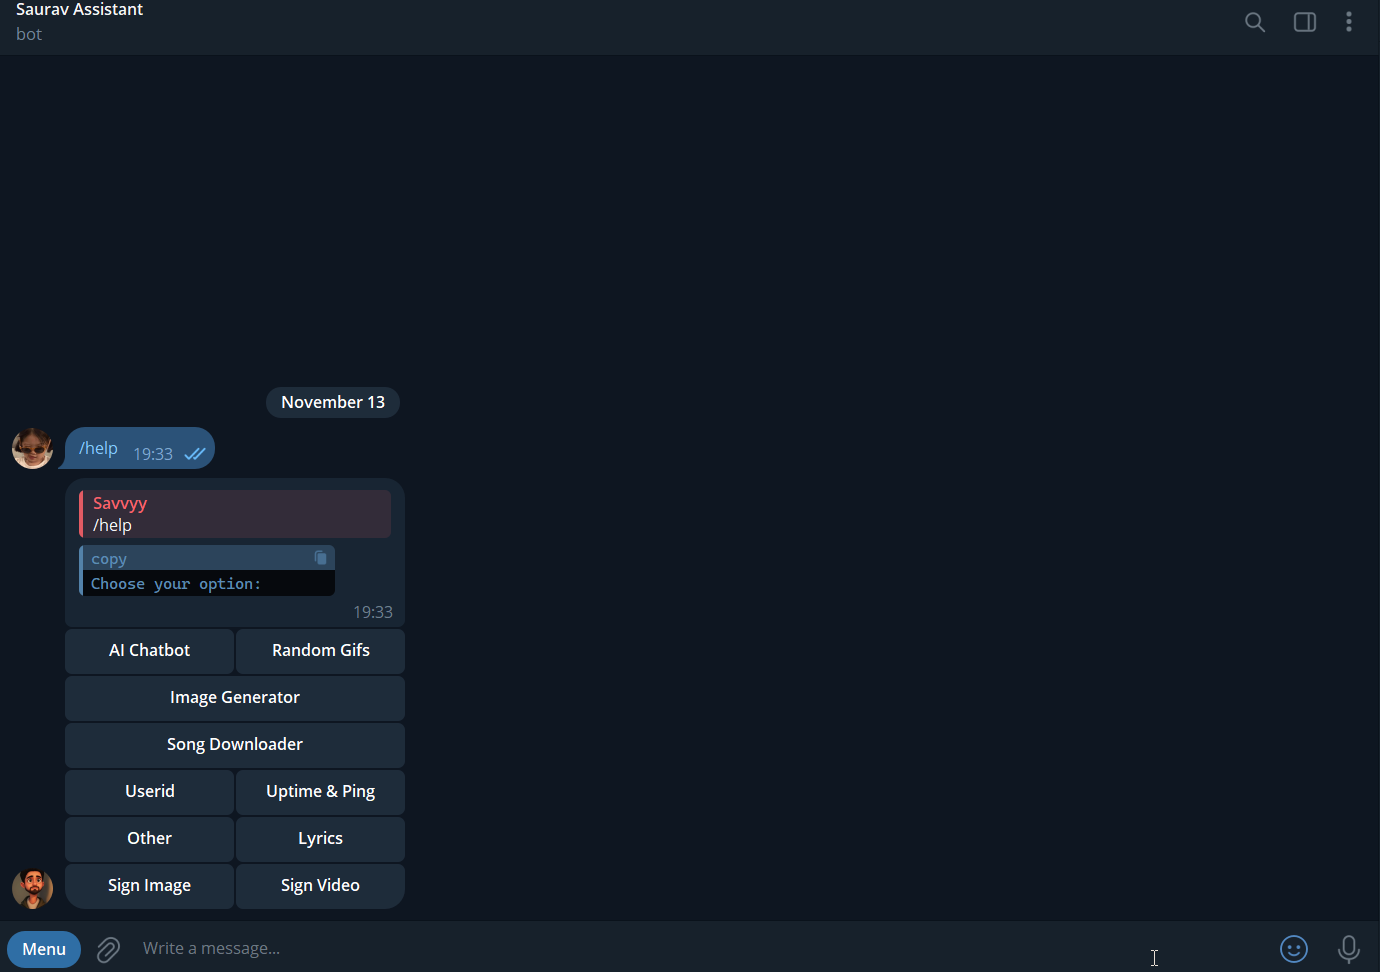 Saurav Assistant
bot
November 13
/help 19:33
Savvyy
/help
copy
Choose your option:
19:33
AI Chatbot Random Gifs
Image Generator
Song Downloader
Userid Uptime & Ping
Other Lyrics
Sign Image Sign Video
Menu Write a message...